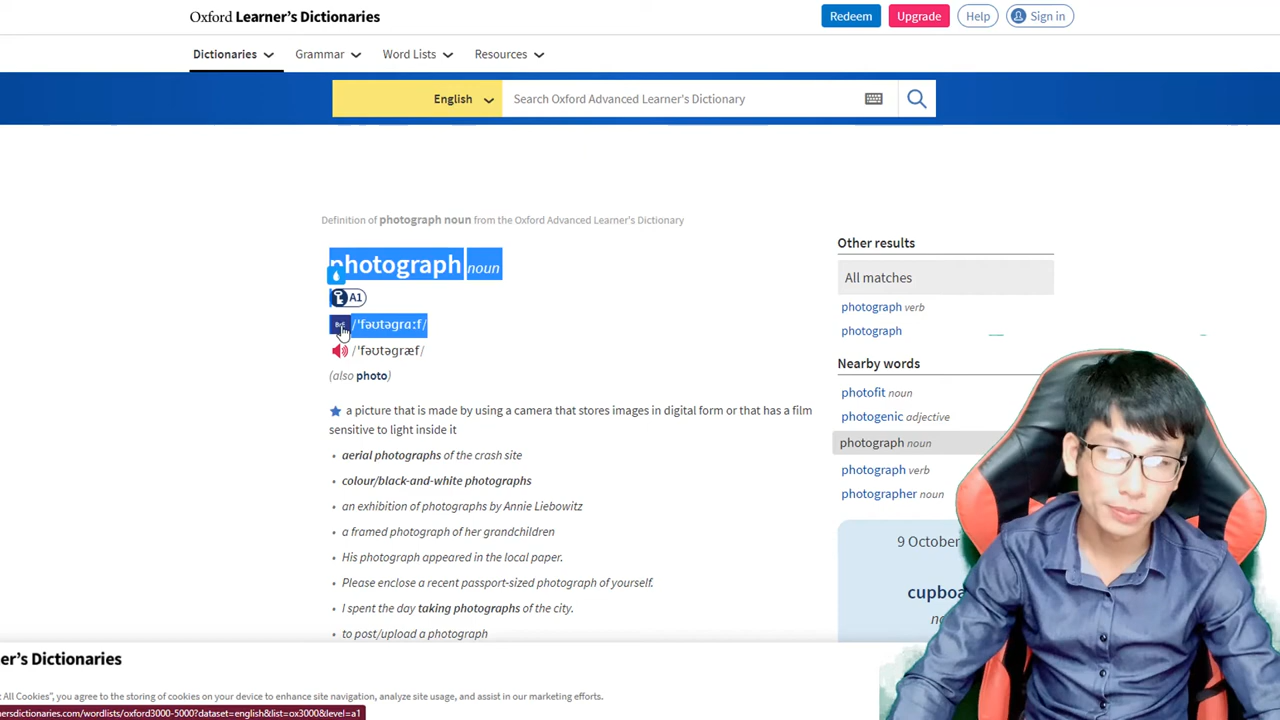 Oxford Learner's Dictionaries
Redeem
Upgrade
Help
Sign in
Dictionaries
Grammar
Word Lists
Resources
English
Search Oxford Advanced Learner's Dictionary
Definition of photograph noun from the Oxford Advanced Learner's Dictionary
photograph noun
A1
/ˈfəʊtəɡrɑːf/
/ˈfəʊtəɡræf/
(also photo)
a picture that is made by using a camera that stores images in digital form or that has a film
sensitive to light inside it
• aerial photographs of the crash site
• colour/black-and-white photographs
• an exhibition of photographs by Annie Liebowitz
• a framed photograph of her grandchildren
• His photograph appeared in the local paper.
• Please enclose a recent passport-sized photograph of yourself.
• I spent the day taking photographs of the city.
• to post/upload a photograph
Other results
All matches
photograph verb
photograph
Nearby words
photofit noun
photogenic adjective
photograph noun
photograph verb
photographer noun
9 October
er's Dictionaries
t All Cookies", you agree to the storing of cookies on your device to enhance site navigation, analyze site usage, and assist in our marketing efforts.
nersdictionaries.com/wordlists/oxford3000-5000?dataset=english&list=ox3000&level=a1